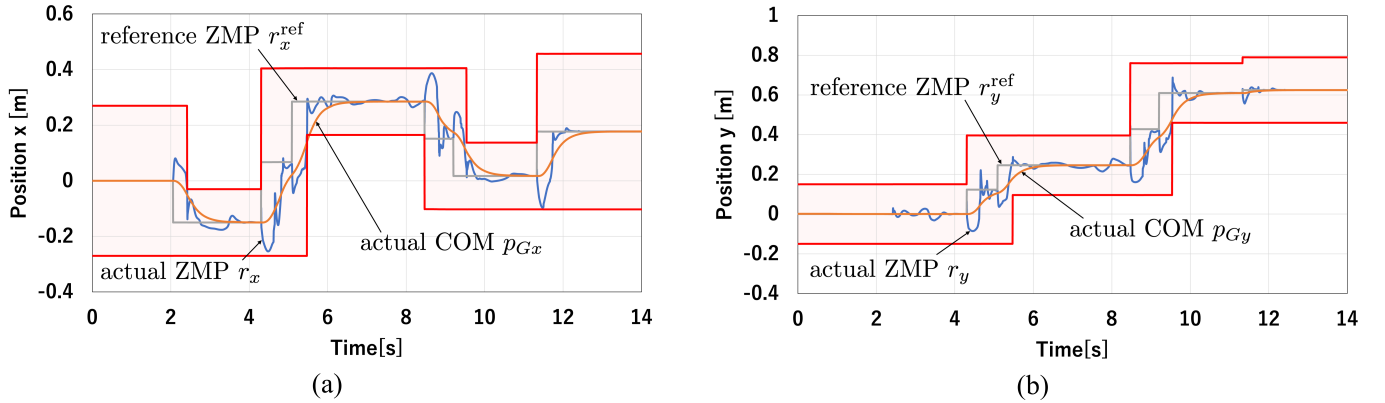 0.6
0.4
0.2
0
-0.2
-0.4
Position x [m]
reference ZMP r_x^ref
actual COM p_Gx
actual ZMP r_x
0 2 4 6 8 10 12 14
Time[s]
(a)
1
0.8
0.6
0.4
0.2
0
-0.2
-0.4
Position y [m]
reference ZMP r_y^ref
actual COM p_Gy
actual ZMP r_y
0 2 4 6 8 10 12 14
Time[s]
(b)